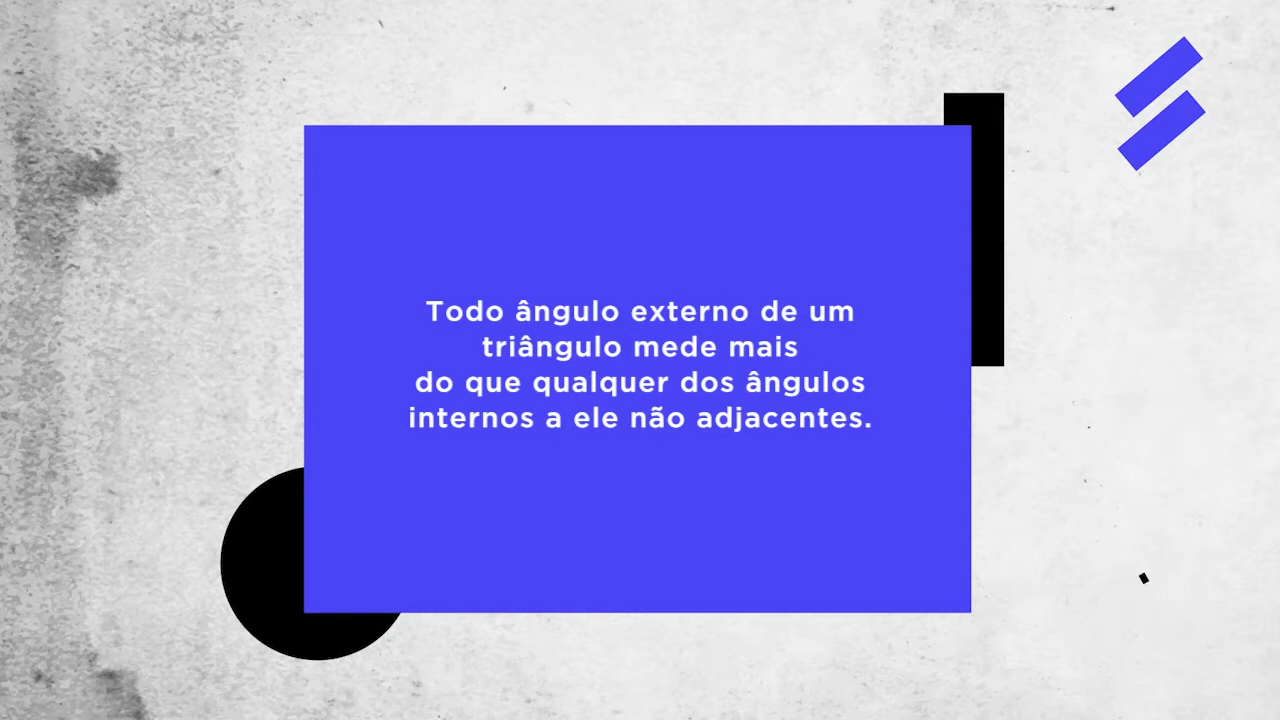 Todo ângulo externo de um
triângulo mede mais
do que qualquer dos ângulos
internos a ele não adjacentes.